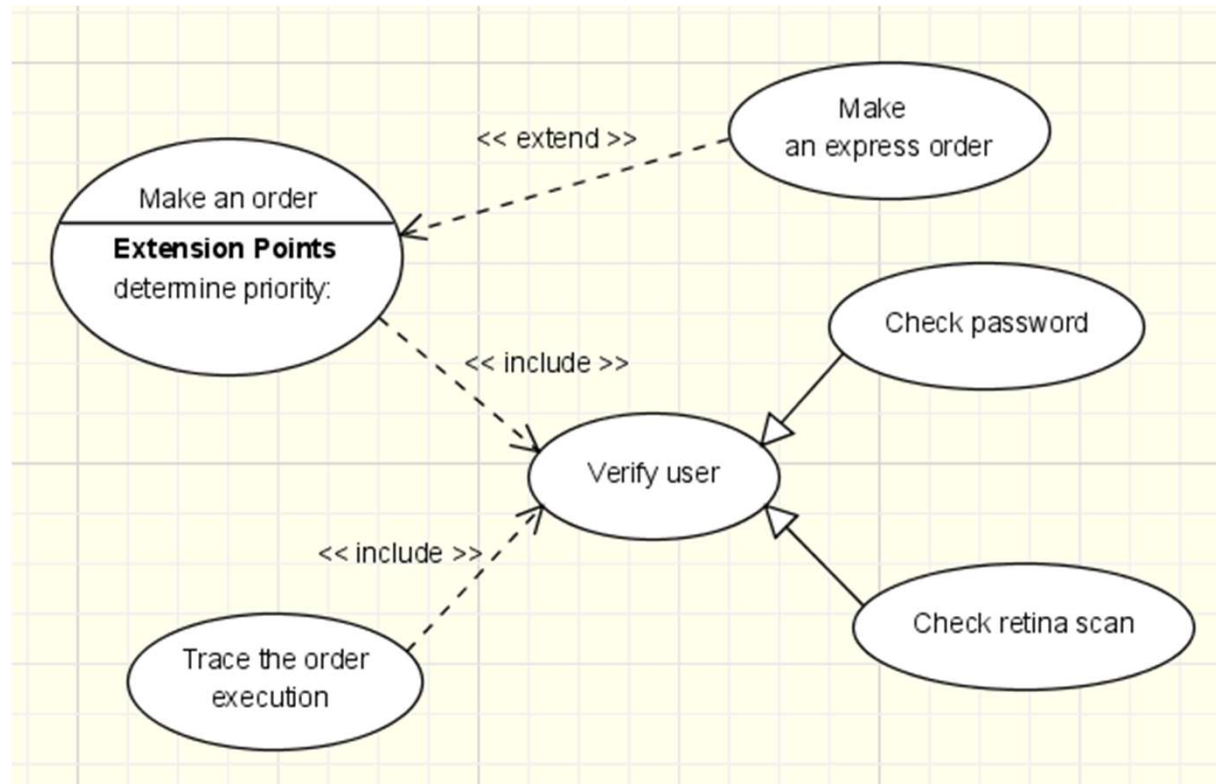 Make
an express order
<< extend >>
Make an order
Extension Points
determine priority:
Check password
<< include >>
Verify user
<< include >>
Check retina scan
Trace the order
execution